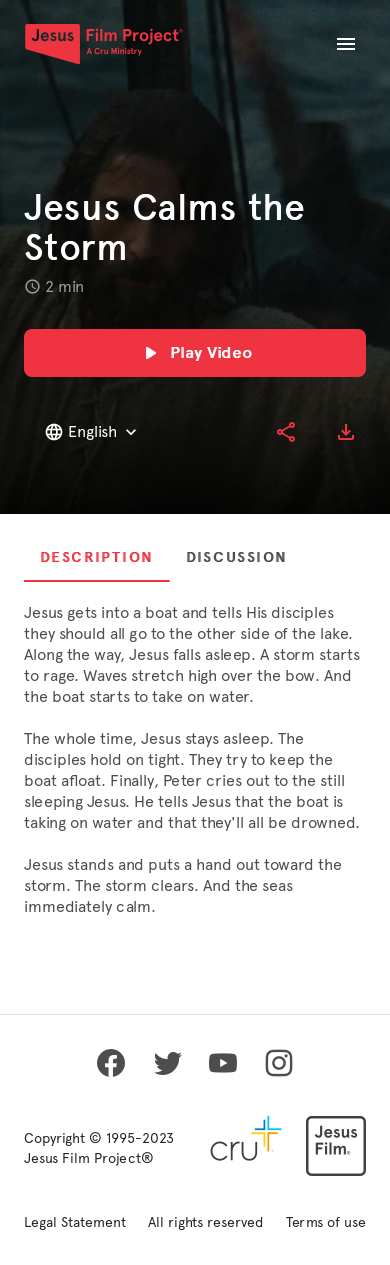 Jesus Film Project®
A Cru Ministry
Jesus Calms the
Storm
2 min
Play Video
English
DESCRIPTION DISCUSSION
Jesus gets into a boat and tells His disciples
they should all go to the other side of the lake.
Along the way, Jesus falls asleep. A storm starts
to rage. Waves stretch high over the bow. And
the boat starts to take on water.
The whole time, Jesus stays asleep. The
disciples hold on tight. They try to keep the
boat afloat. Finally, Peter cries out to the still
sleeping Jesus. He tells Jesus that the boat is
taking on water and that they'll all be drowned.
Jesus stands and puts a hand out toward the
storm. The storm clears. And the seas
immediately calm.
Copyright © 1995-2023
Jesus Film Project®
cru
Jesus
Film®
Legal Statement All rights reserved Terms of use